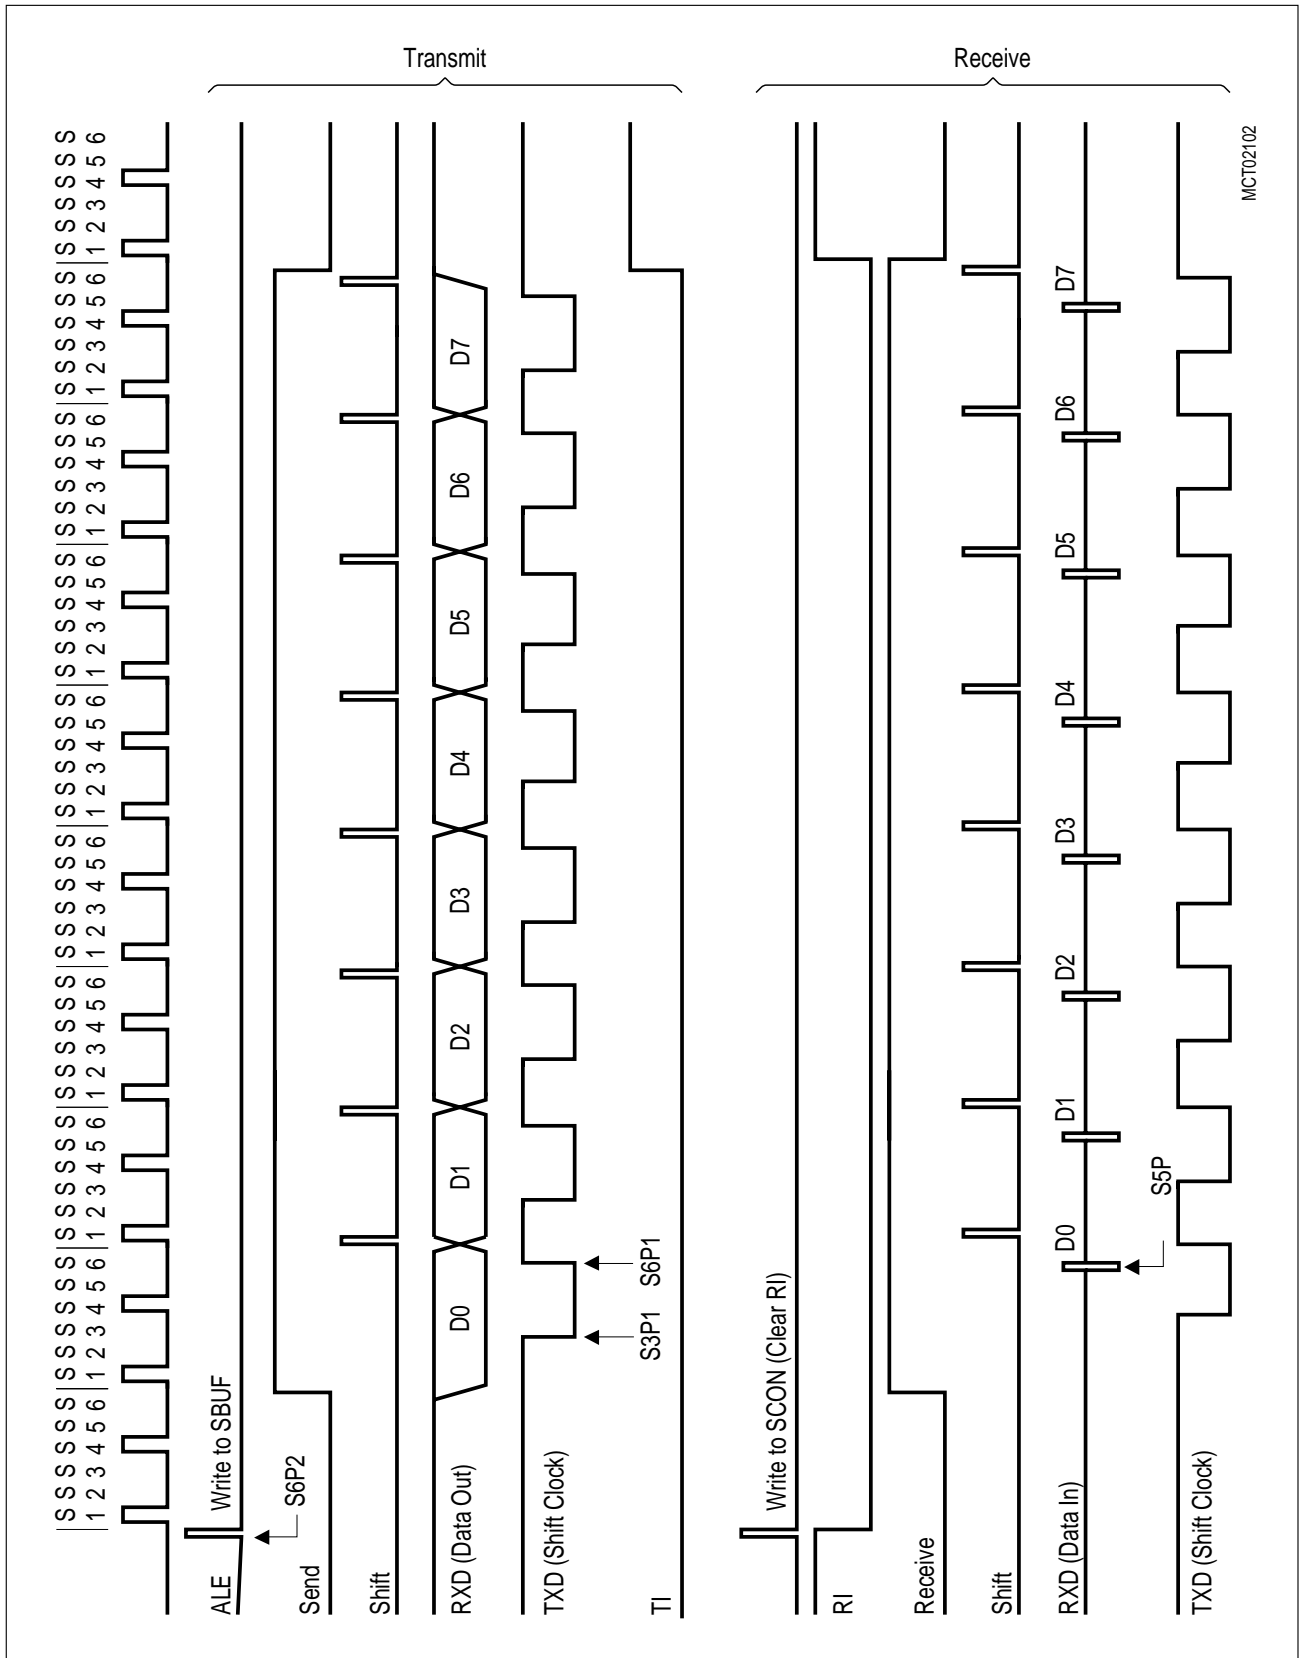 S S S S S S | S S S S S S | S S S S S S | S S S S S S | S S S S S S | S S S S S S | S S S S S S | S S S S S S | S S S S S S | S S S S S S
1 2 3 4 5 6 | 1 2 3 4 5 6 | 1 2 3 4 5 6 | 1 2 3 4 5 6 | 1 2 3 4 5 6 | 1 2 3 4 5 6 | 1 2 3 4 5 6 | 1 2 3 4 5 6 | 1 2 3 4 5 6 | 1 2 3 4 5 6
ALE
Write to SBUF
S6P2
Send
Shift
Transmit
RXD (Data Out)
D0 D1 D2 D3 D4 D5 D6 D7
TXD (Shift Clock)
S3P1 S6P1
TI
Write to SCON (Clear RI)
RI
Receive
Receive
Shift
RXD (Data In)
D0 D1 D2 D3 D4 D5 D6 D7
S5P
TXD (Shift Clock)
MCT02102